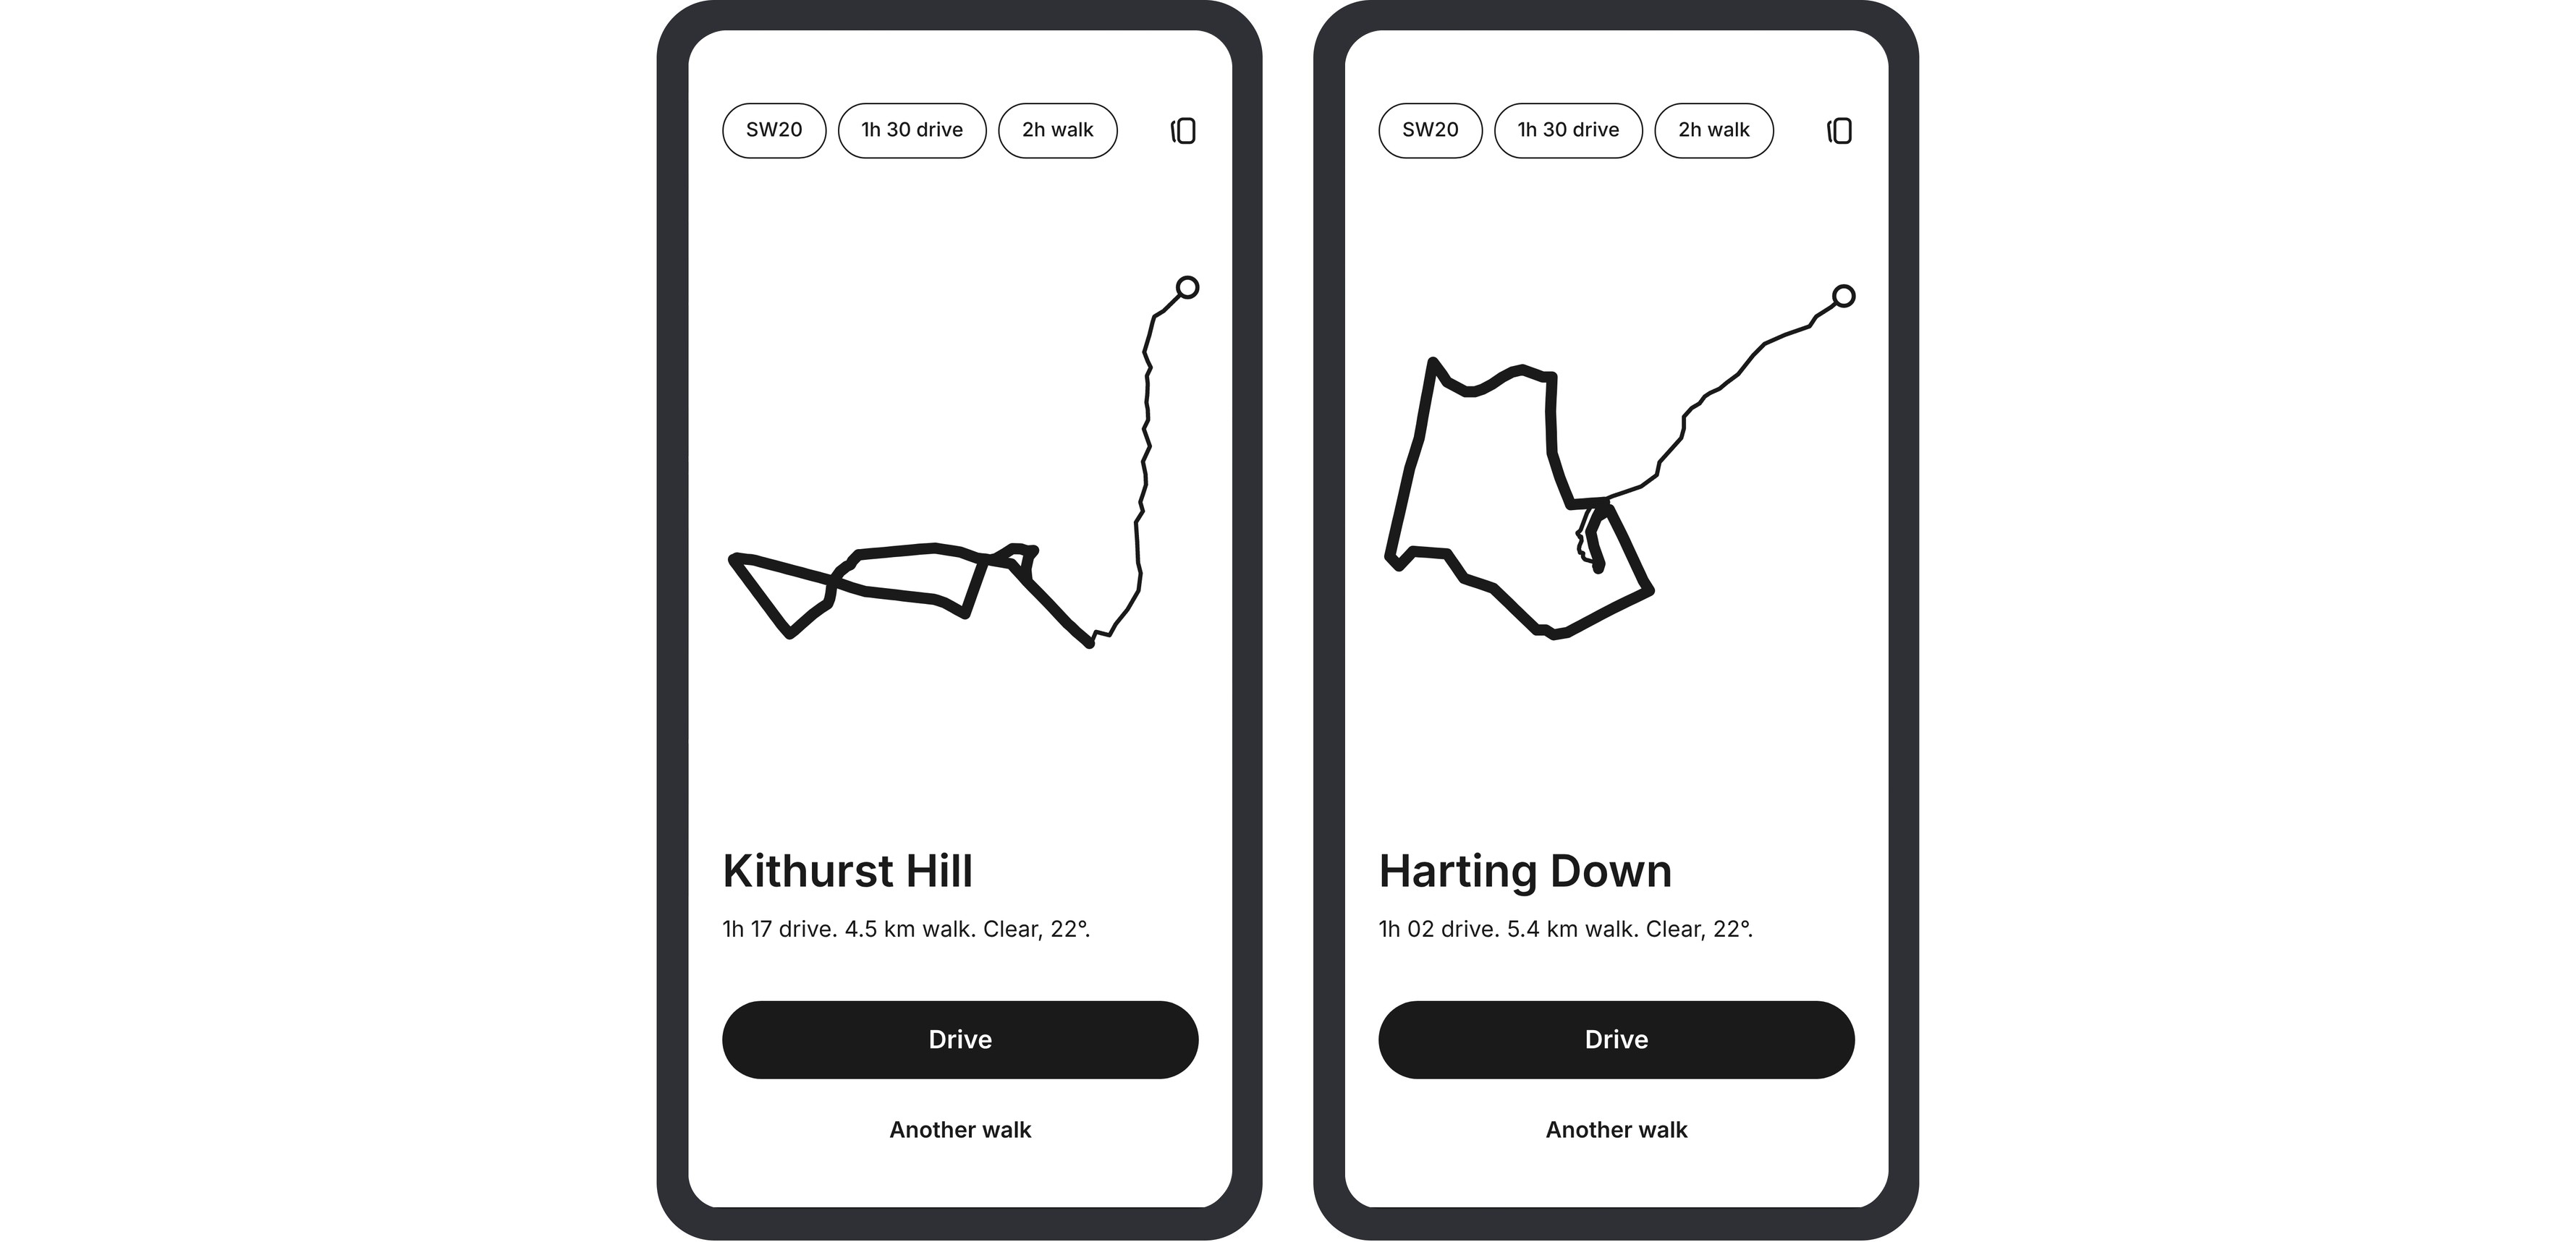 SW20 1h 30 drive 2h walk
Kithurst Hill
1h 17 drive. 4.5 km walk. Clear, 22°.
Drive
Another walk
SW20 1h 30 drive 2h walk
Harting Down
1h 02 drive. 5.4 km walk. Clear, 22°.
Drive
Another walk